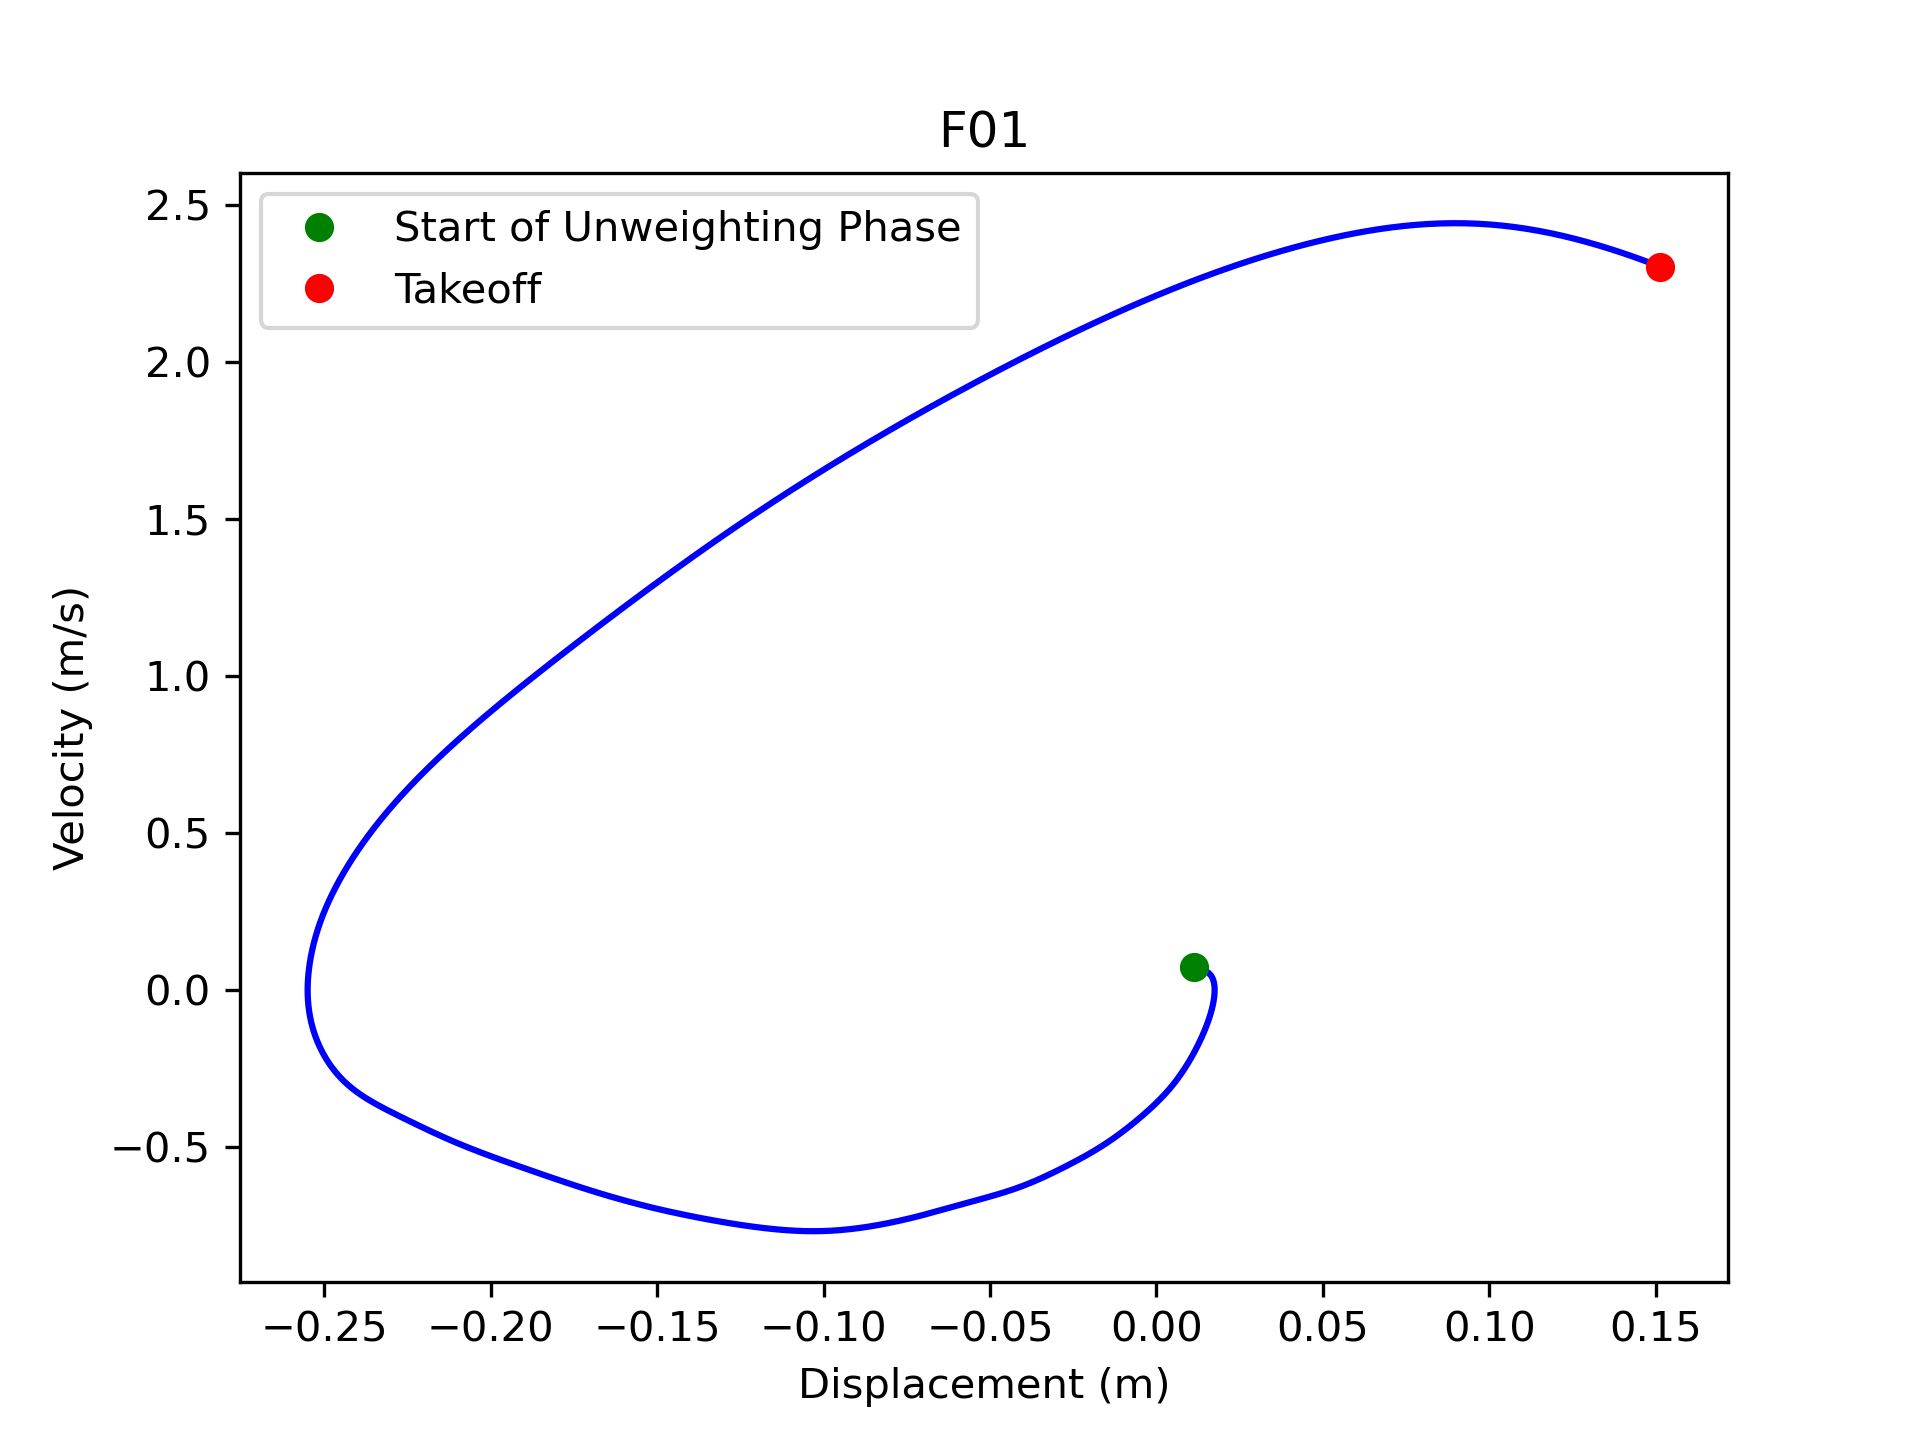 F01
Start of Unweighting Phase
Takeoff
2.5
2.0
1.5
1.0
0.5
0.0
−0.5
Velocity (m/s)
−0.25 −0.20 −0.15 −0.10 −0.05 0.00 0.05 0.10 0.15
Displacement (m)